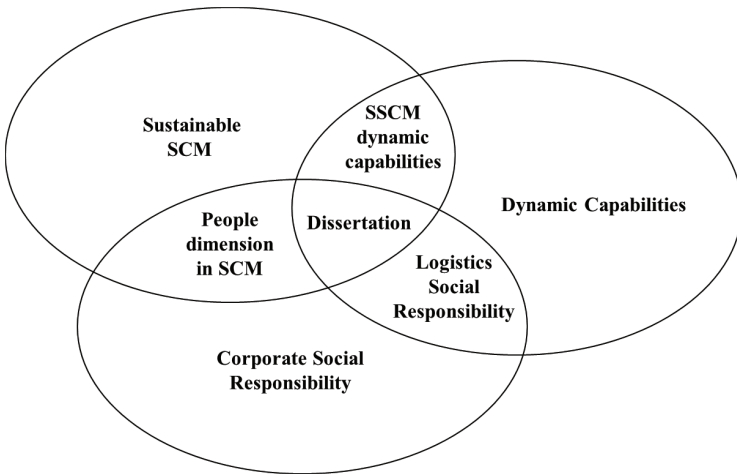 Sustainable
SCM
SSCM
dynamic
capabilities
Dynamic Capabilities
People
dimension
in SCM
Dissertation
Logistics
Social
Responsibility
Corporate Social
Responsibility